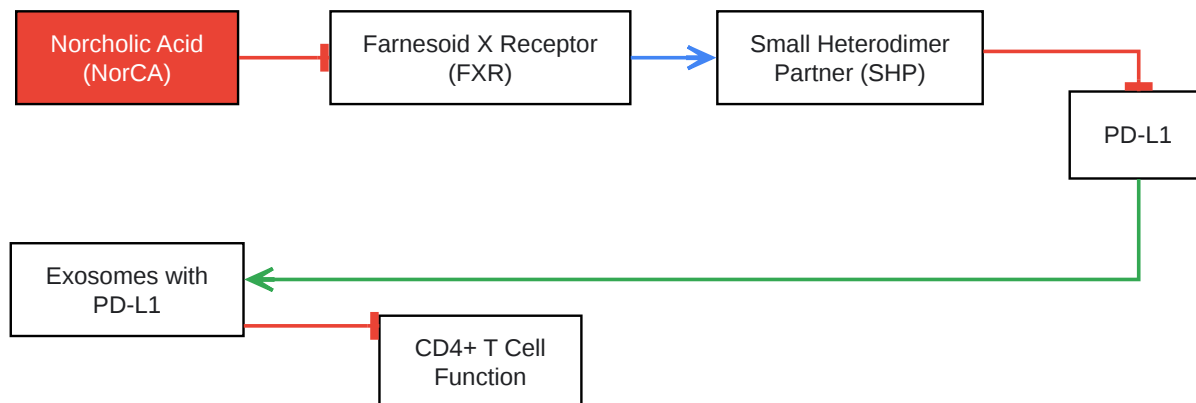 Norcholic Acid
(NorCA)
Farnesoid X Receptor
(FXR)
Small Heterodimer
Partner (SHP)
PD-L1
Exosomes with
PD-L1
CD4+ T Cell
Function